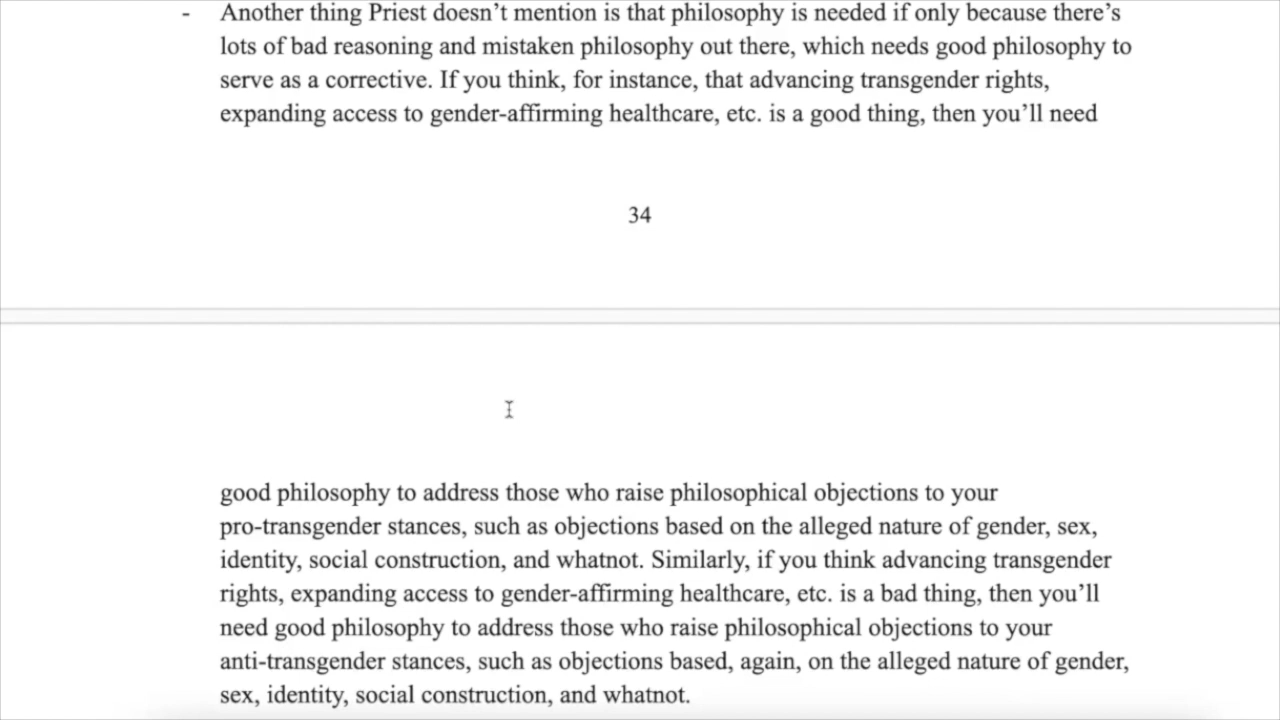 - Another thing Priest doesn’t mention is that philosophy is needed if only because there’s
lots of bad reasoning and mistaken philosophy out there, which needs good philosophy to
serve as a corrective. If you think, for instance, that advancing transgender rights,
expanding access to gender-affirming healthcare, etc. is a good thing, then you’ll need
34
good philosophy to address those who raise philosophical objections to your
pro-transgender stances, such as objections based on the alleged nature of gender, sex,
identity, social construction, and whatnot. Similarly, if you think advancing transgender
rights, expanding access to gender-affirming healthcare, etc. is a bad thing, then you’ll
need good philosophy to address those who raise philosophical objections to your
anti-transgender stances, such as objections based, again, on the alleged nature of gender,
sex, identity, social construction, and whatnot.